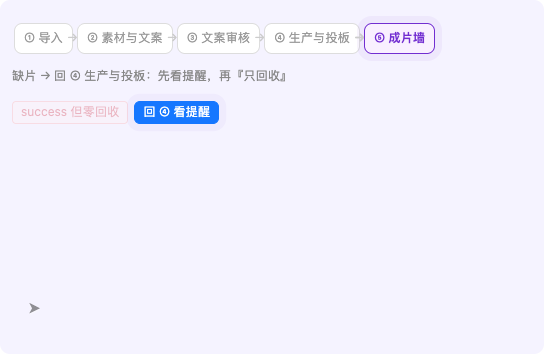 ① 导入 → ② 素材与文案 → ③ 文案审核 → ④ 生产与投板 → ⑤ 成片墙
缺片 → 回 ④ 生产与投板：先看提醒，再『只回收』
success 但零回收 回 ④ 看提醒